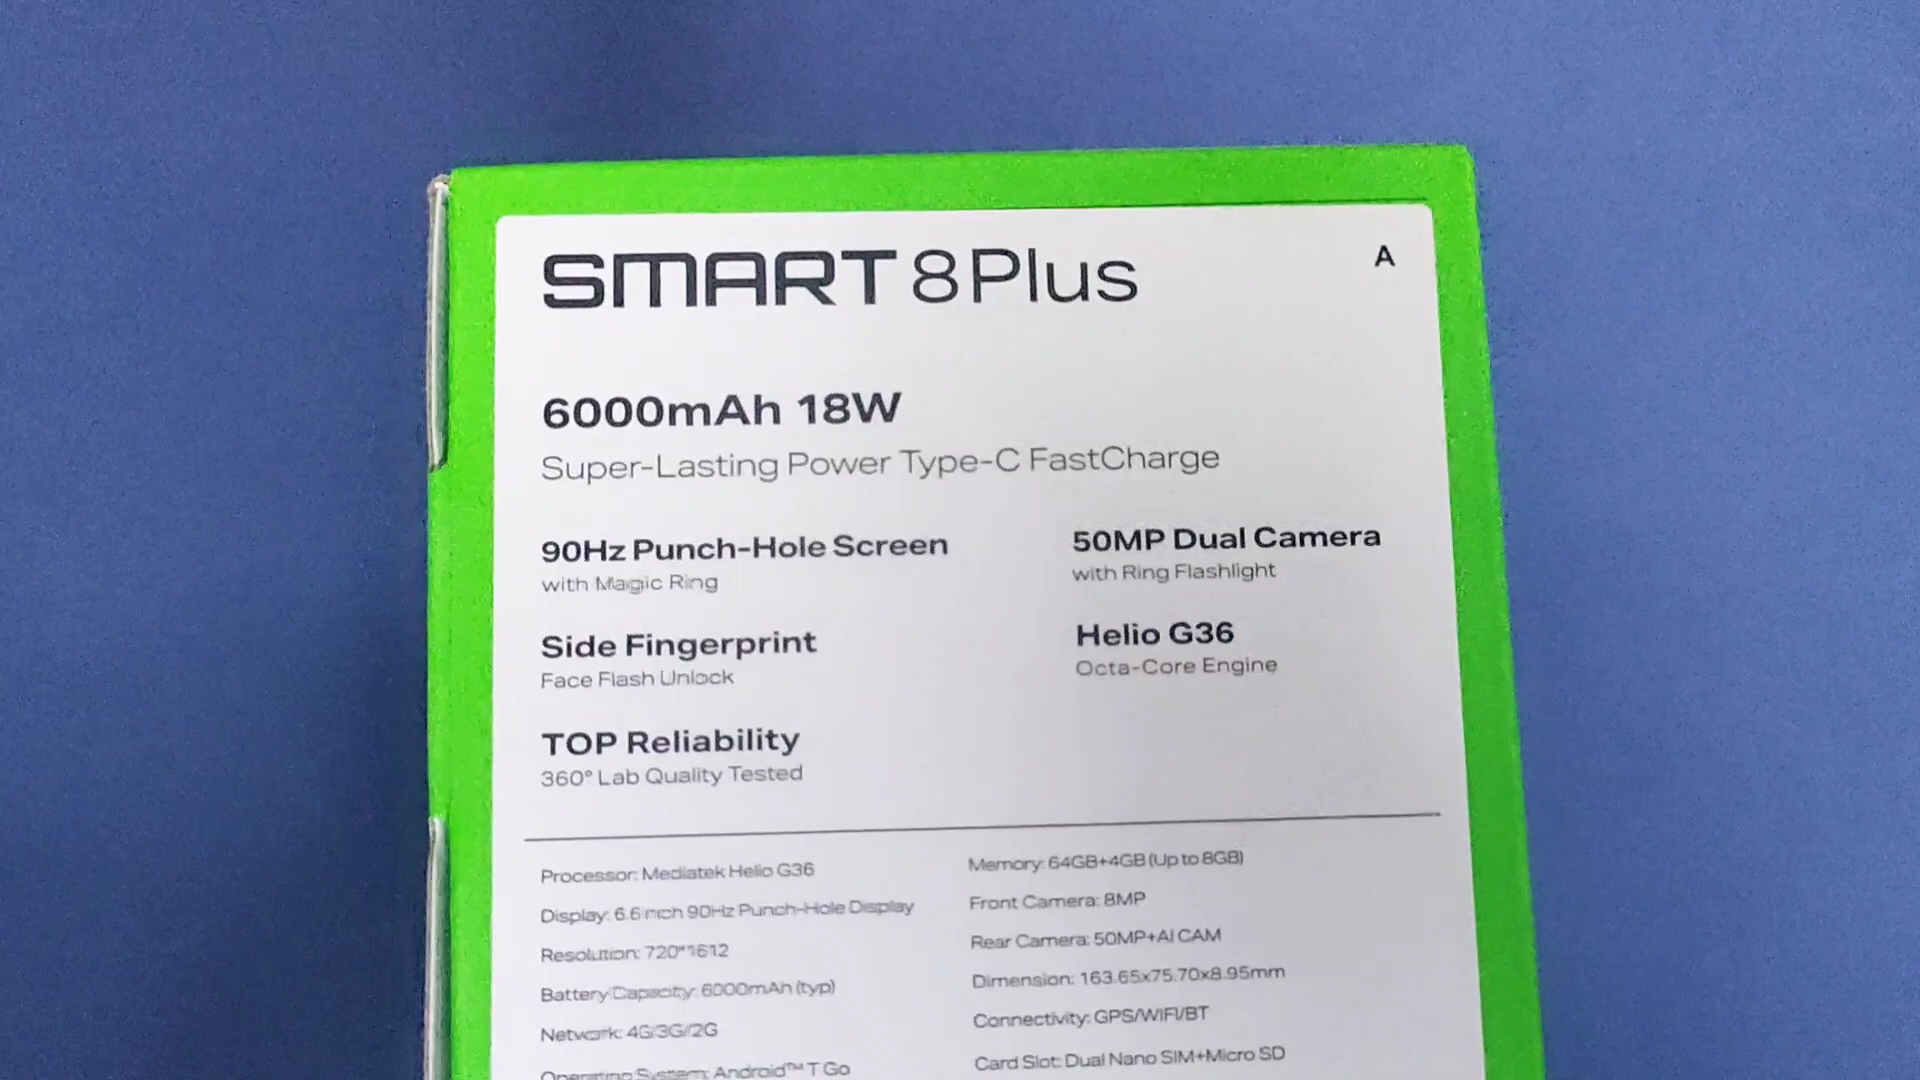 SMART 8 Plus
A
6000mAh 18W
Super-Lasting Power Type-C FastCharge
90Hz Punch-Hole Screen
with Magic Ring
50MP Dual Camera
with Ring Flashlight
Side Fingerprint
Face Flash Unlock
Helio G36
Octa-Core Engine
TOP Reliability
360° Lab Quality Tested
Processor: Mediatek Helio G36
Display: 6.6 inch 90Hz Punch-Hole Display
Resolution: 720*1612
Battery Capacity: 6000mAh (typ)
Network: 4G/3G/2G
Operating System: Android™ T Go
Memory: 64GB+4GB (Up to 8GB)
Front Camera: 8MP
Rear Camera: 50MP+AI CAM
Dimension: 163.65x75.70x8.95mm
Connectivity: GPS/WIFI/BT
Card Slot: Dual Nano SIM+Micro SD